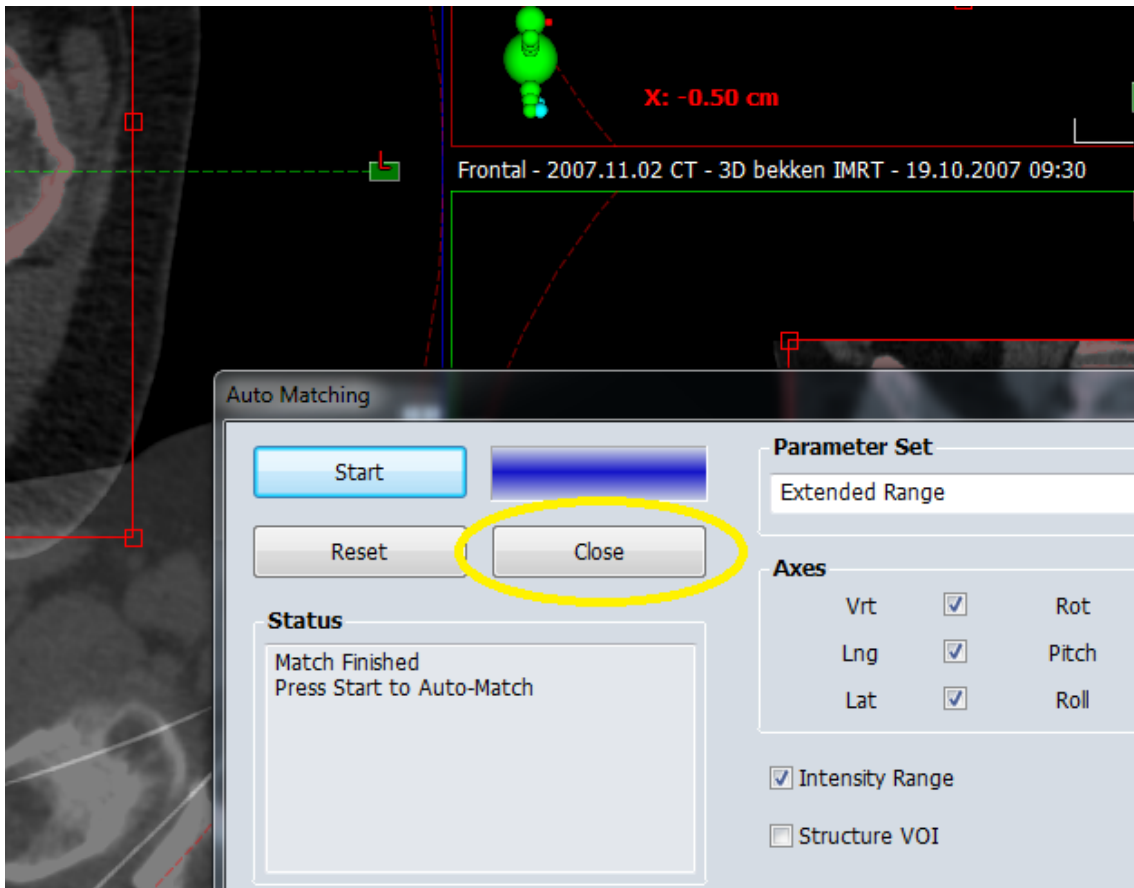 X: -0.50 cm
Frontal - 2007.11.02 CT - 3D bekken IMRT - 19.10.2007 09:30
Auto Matching
Start
Reset
Close
Status
Match Finished
Press Start to Auto-Match
Parameter Set
Extended Range
Axes
Vrt
Rot
Lng
Pitch
Lat
Roll
Intensity Range
Structure VOI